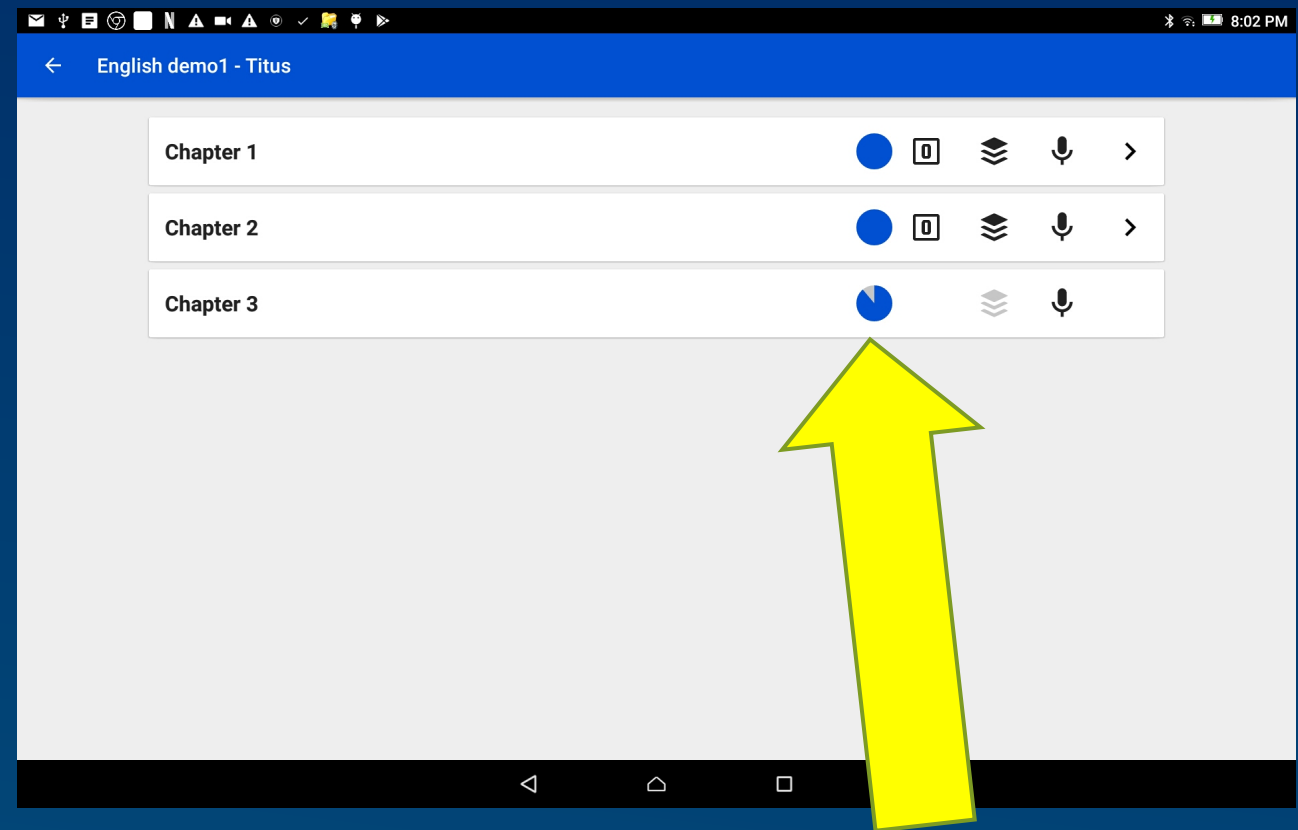 8:02 PM
English demo1 - Titus
Chapter 1
0
Chapter 2
0
Chapter 3